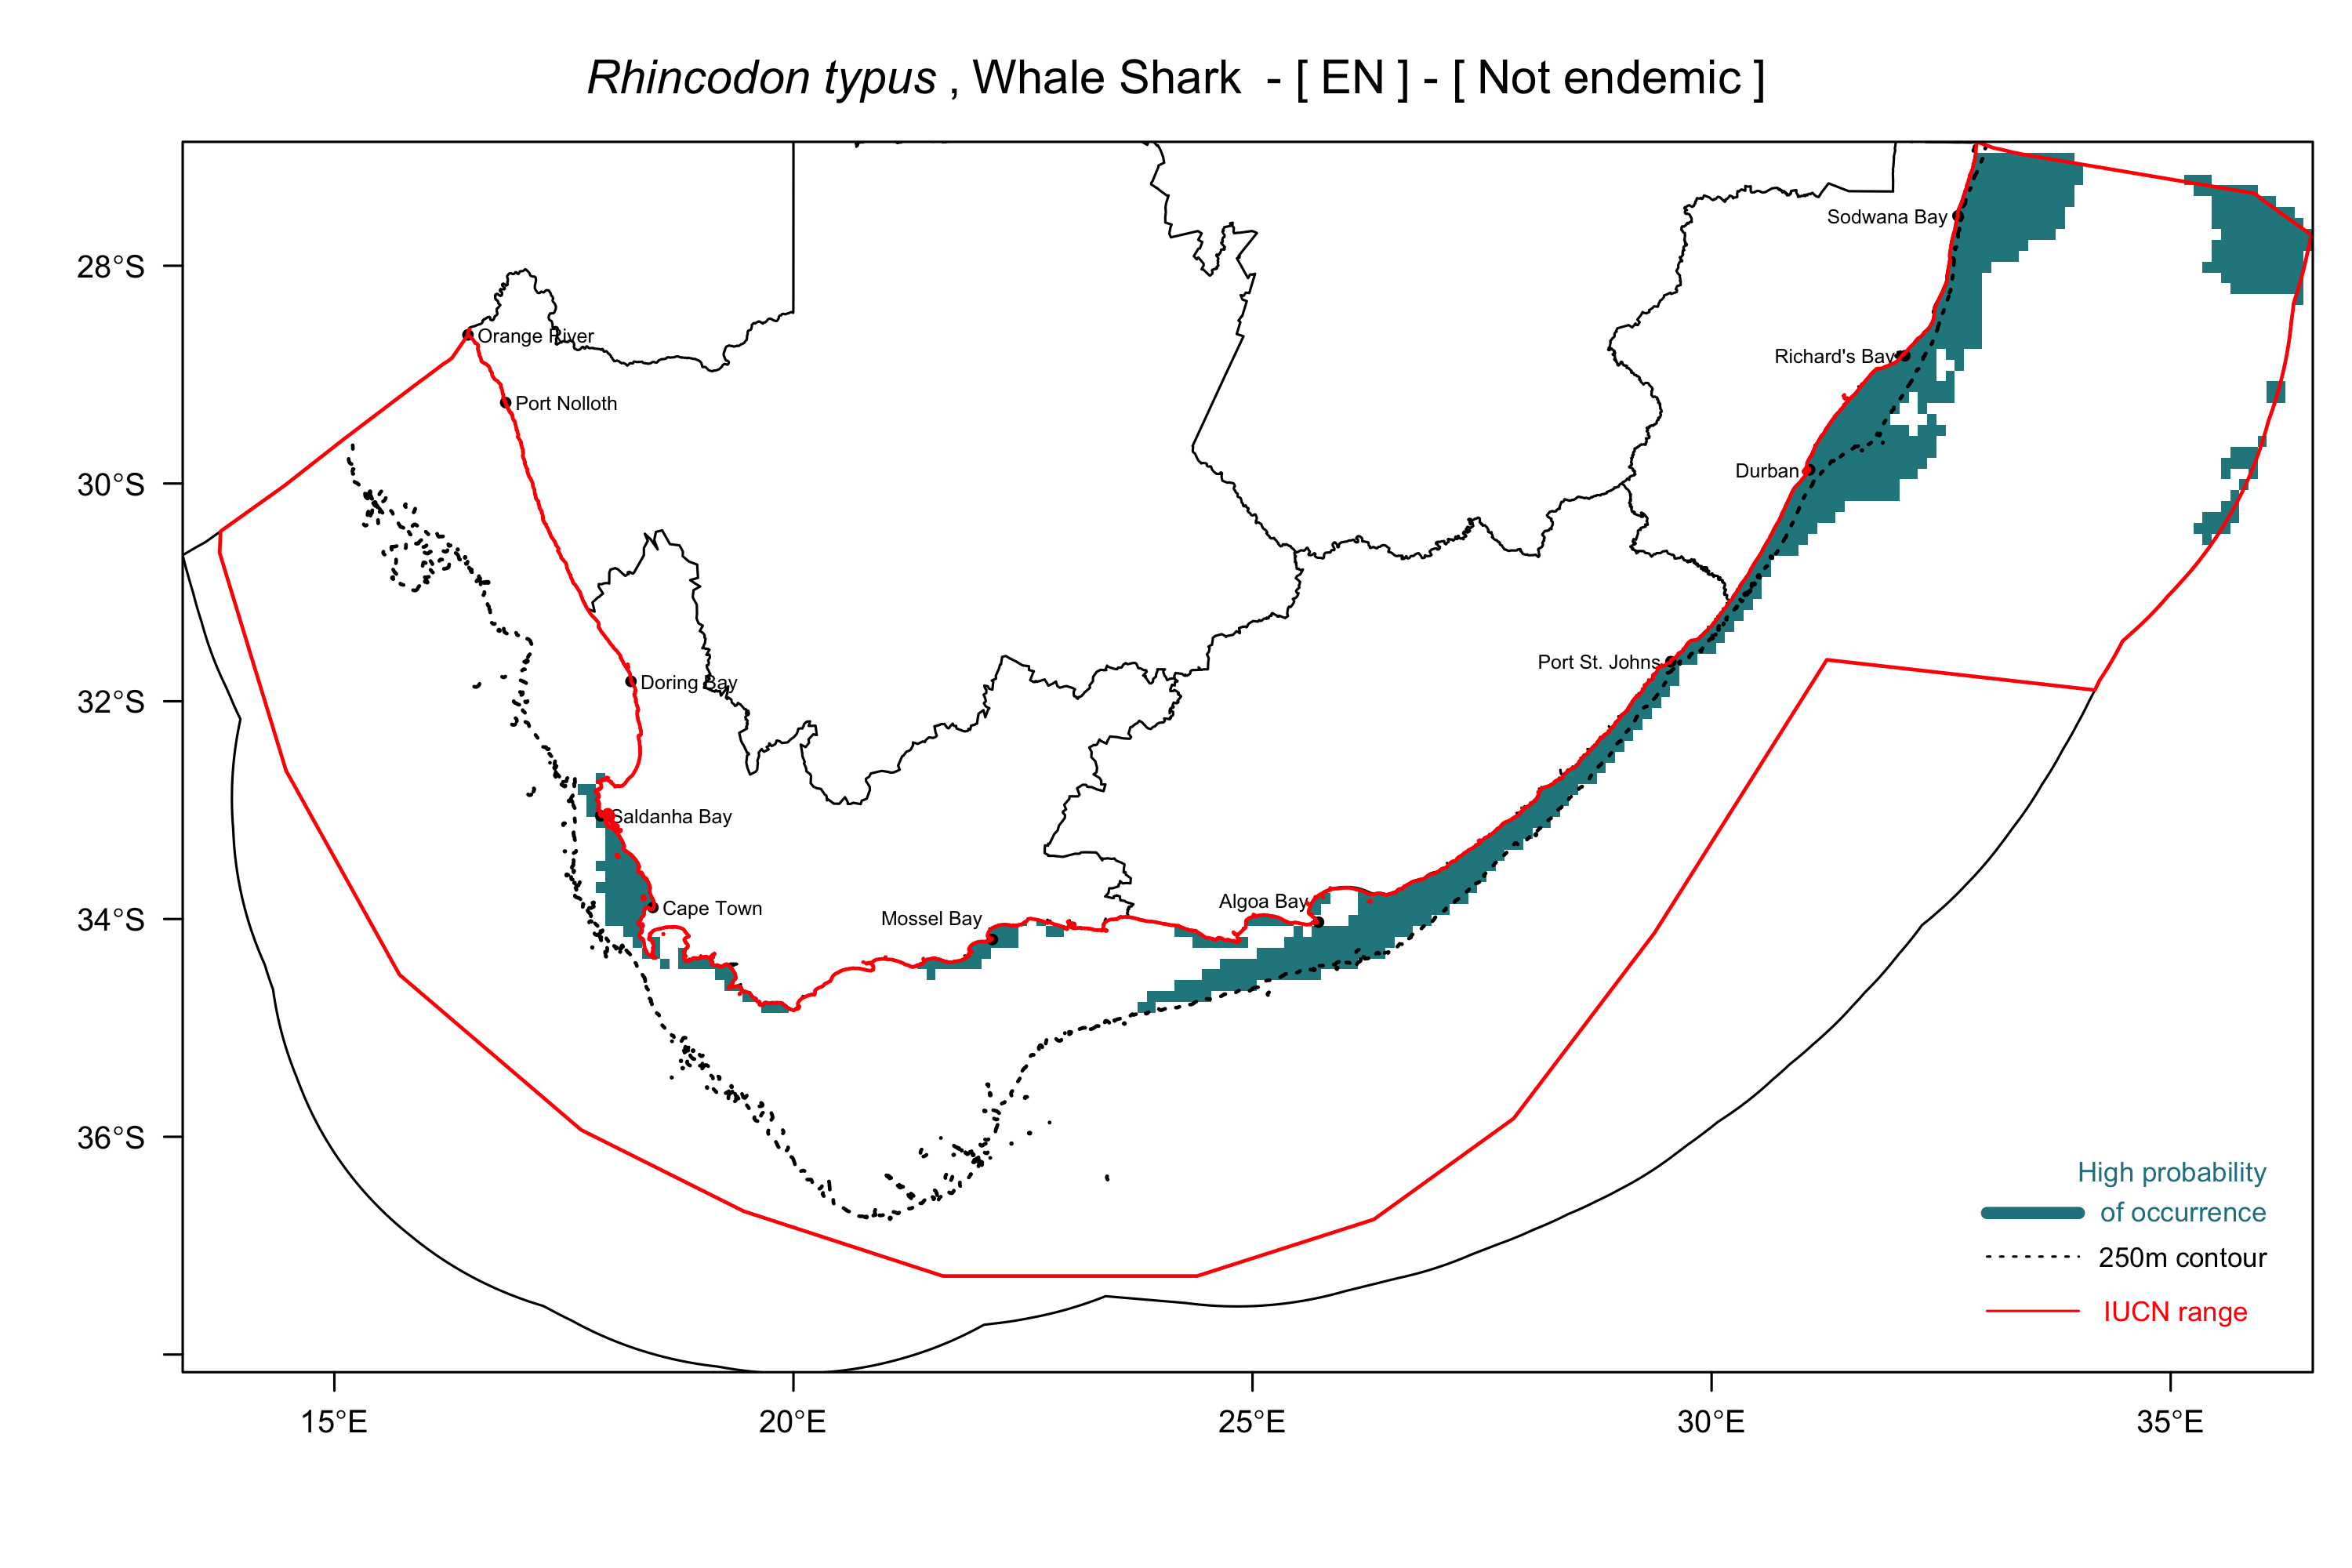 Rhincodon typus , Whale Shark - [ EN ] - [ Not endemic ]
Sodwana Bay
28°S
Orange River
Richard's Bay
Port Nolloth
Durban
30°S
Port St. Johns
Doring Bay
32°S
Saldanha Bay
Algoa Bay
Cape Town
Mossel Bay
34°S
36°S
High probability
of occurrence
250m contour
IUCN range
15°E
20°E
25°E
30°E
35°E